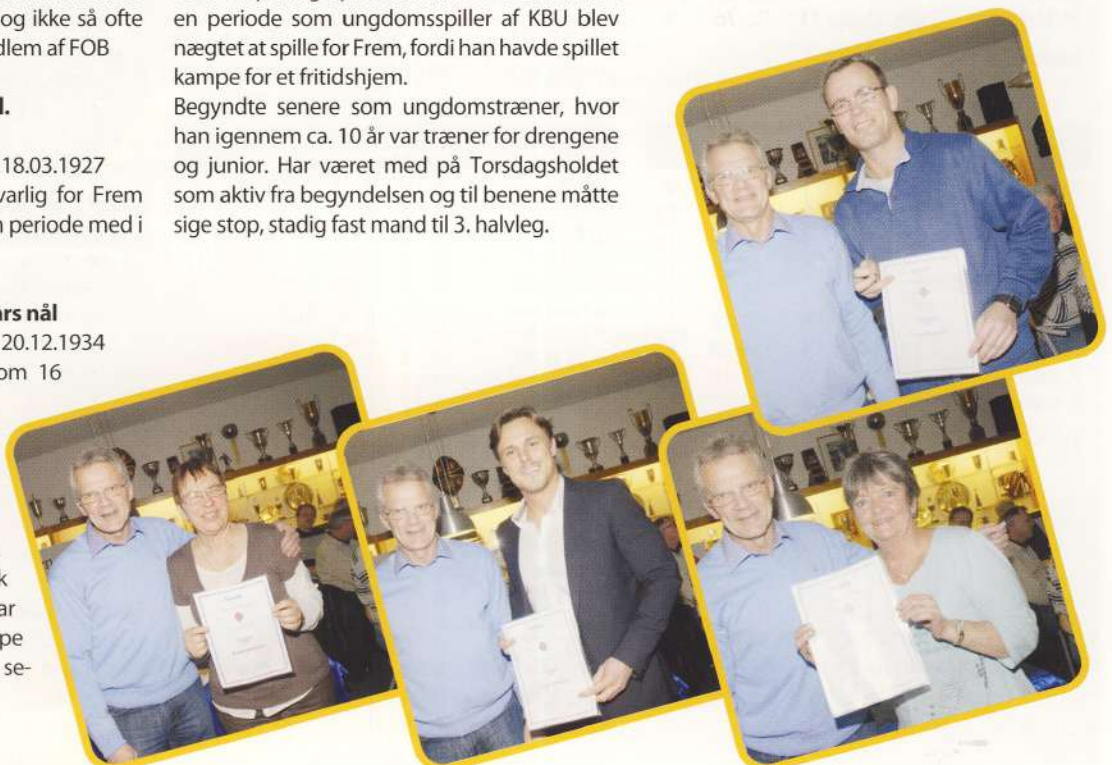 og ikke så ofte
dlem af FOB
l.
18.03.1927
varlig for Frem
n periode med i
rs nål
20.12.1934
om 16
k
ar
pe
se-
en periode som ungdomsspiller af KBU blev
nægtet at spille for Frem, fordi han havde spillet
kampe for et fritidshjem.
Begyndte senere som ungdomstræner, hvor
han igennem ca. 10 år var træner for drengene
og junior. Har været med på Torsdagsholdet
som aktiv fra begyndelsen og til benene måtte
sige stop, stadig fast mand til 3. halvleg.